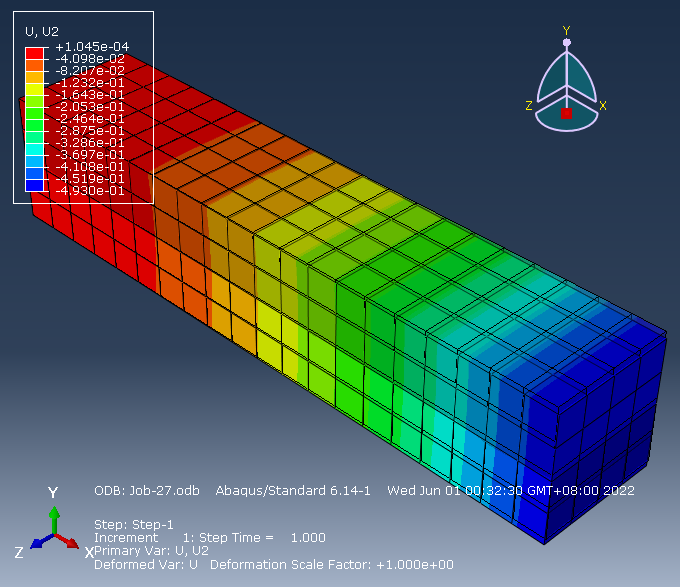 U, U2
+1.045e-04
-4.098e-02
-8.207e-02
-1.232e-01
-1.643e-01
-2.053e-01
-2.464e-01
-2.875e-01
-3.286e-01
-3.697e-01
-4.108e-01
-4.519e-01
-4.930e-01
Y
Z
X
ODB: Job-27.odb Abaqus/Standard 6.14-1 Wed Jun 01 00:32:30 GMT+08:00 2022
Y
Z
X
Step: Step-1
Increment 1: Step Time = 1.000
Primary Var: U, U2
Deformed Var: U Deformation Scale Factor: +1.000e+00